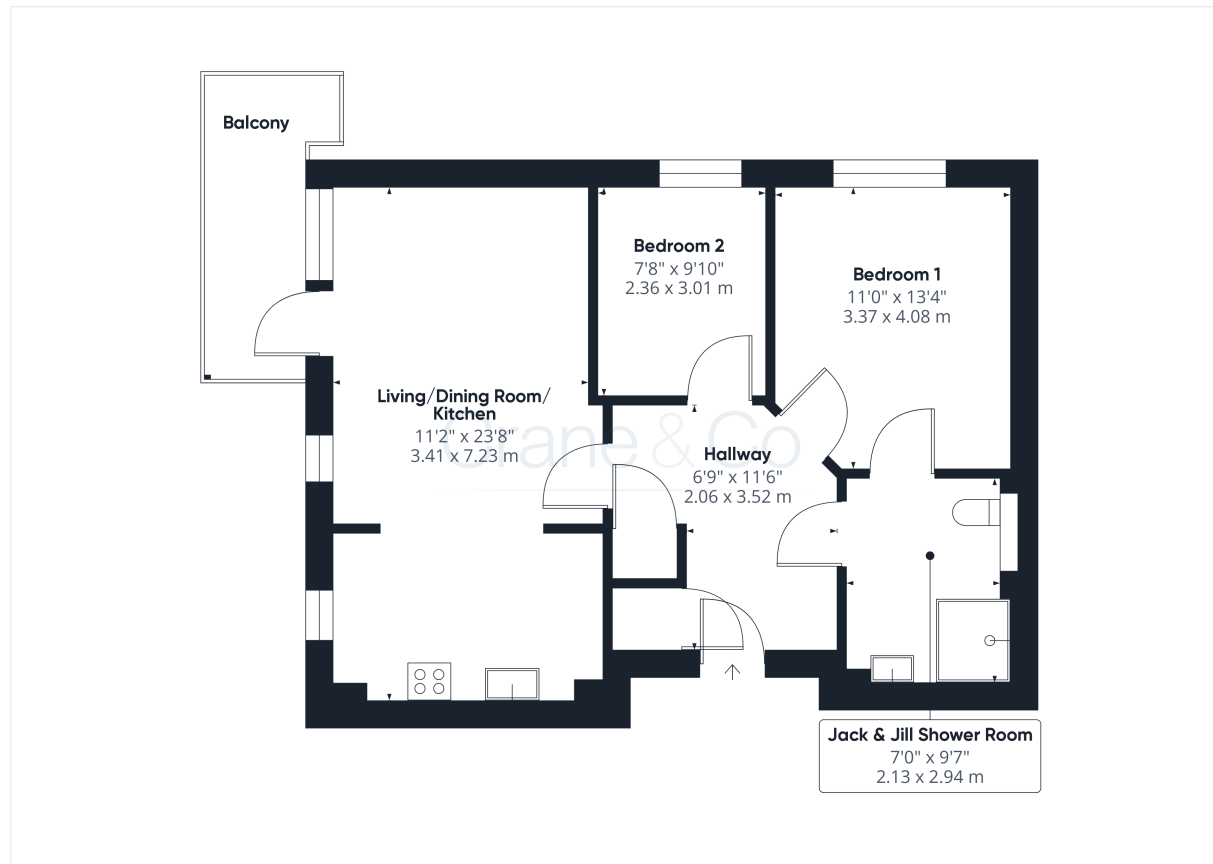 Balcony
Bedroom 2
7'8" x 9'10"
2.36 x 3.01 m
Bedroom 1
11'0" x 13'4"
3.37 x 4.08 m
Living/Dining Room/
Kitchen
11'2" x 23'8"
3.41 x 7.23 m
Crane & Co
Hallway
6'9" x 11'6"
2.06 x 3.52 m
Jack & Jill Shower Room
7'0" x 9'7"
2.13 x 2.94 m